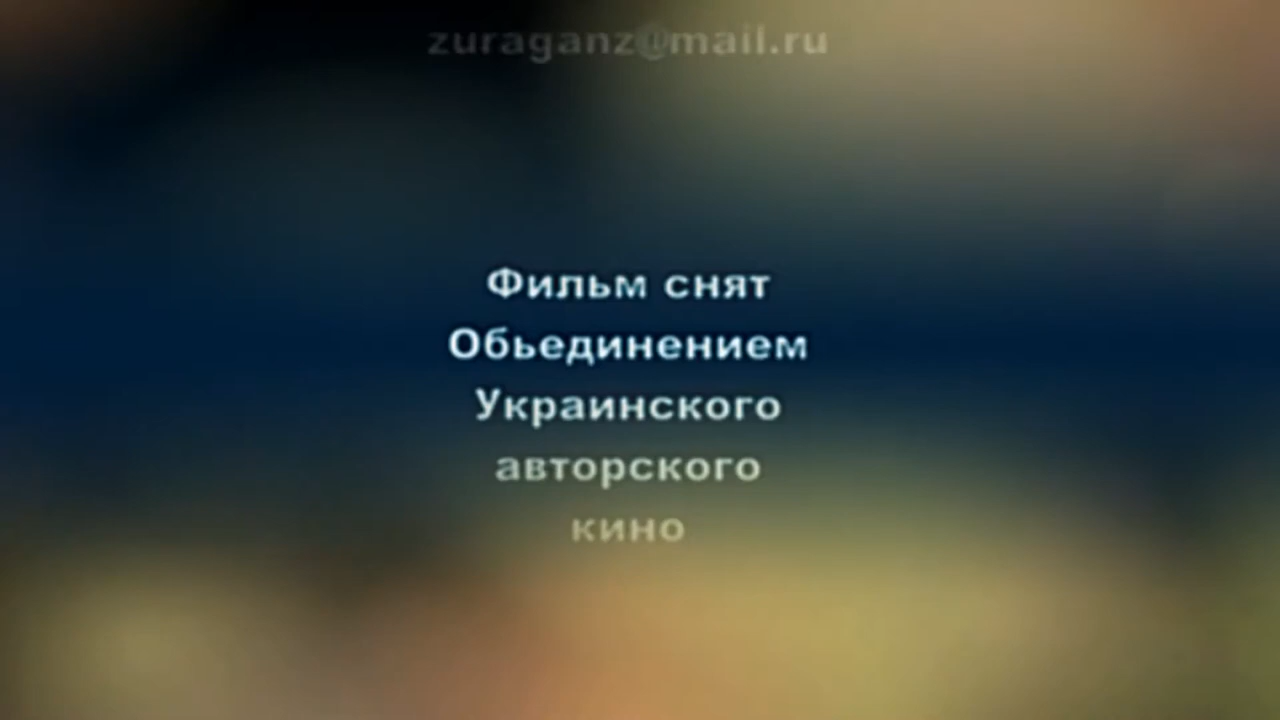 zuraganz@mail.ru
Фильм снят
Обьединением
Украинского
авторского
кино